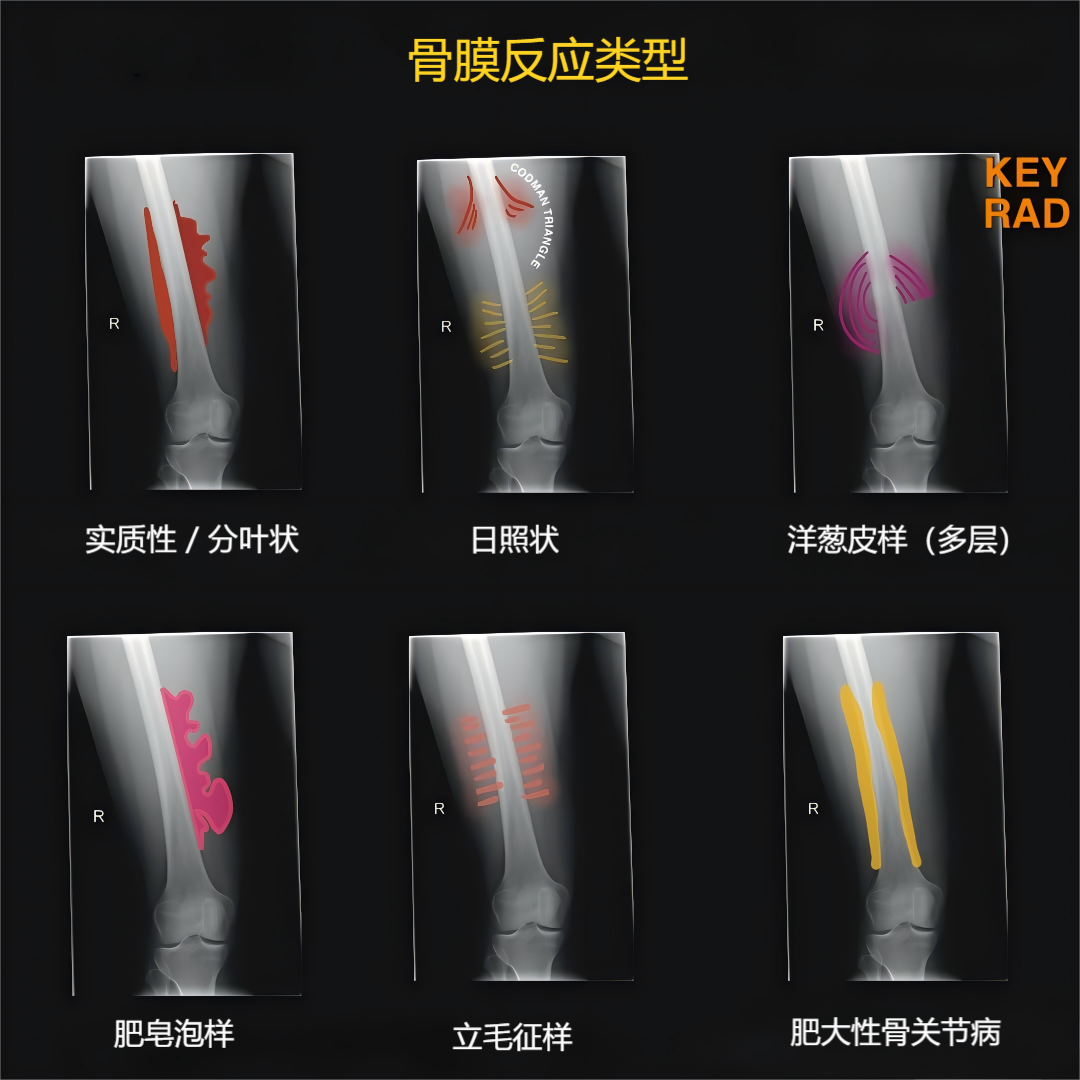 骨膜反应类型
KEY
RAD
CODMAN TRIANGLE
R
R
R
实质性 / 分叶状
日照状
洋葱皮样（多层）
R
R
R
肥皂泡样
立毛征样
肥大性骨关节病